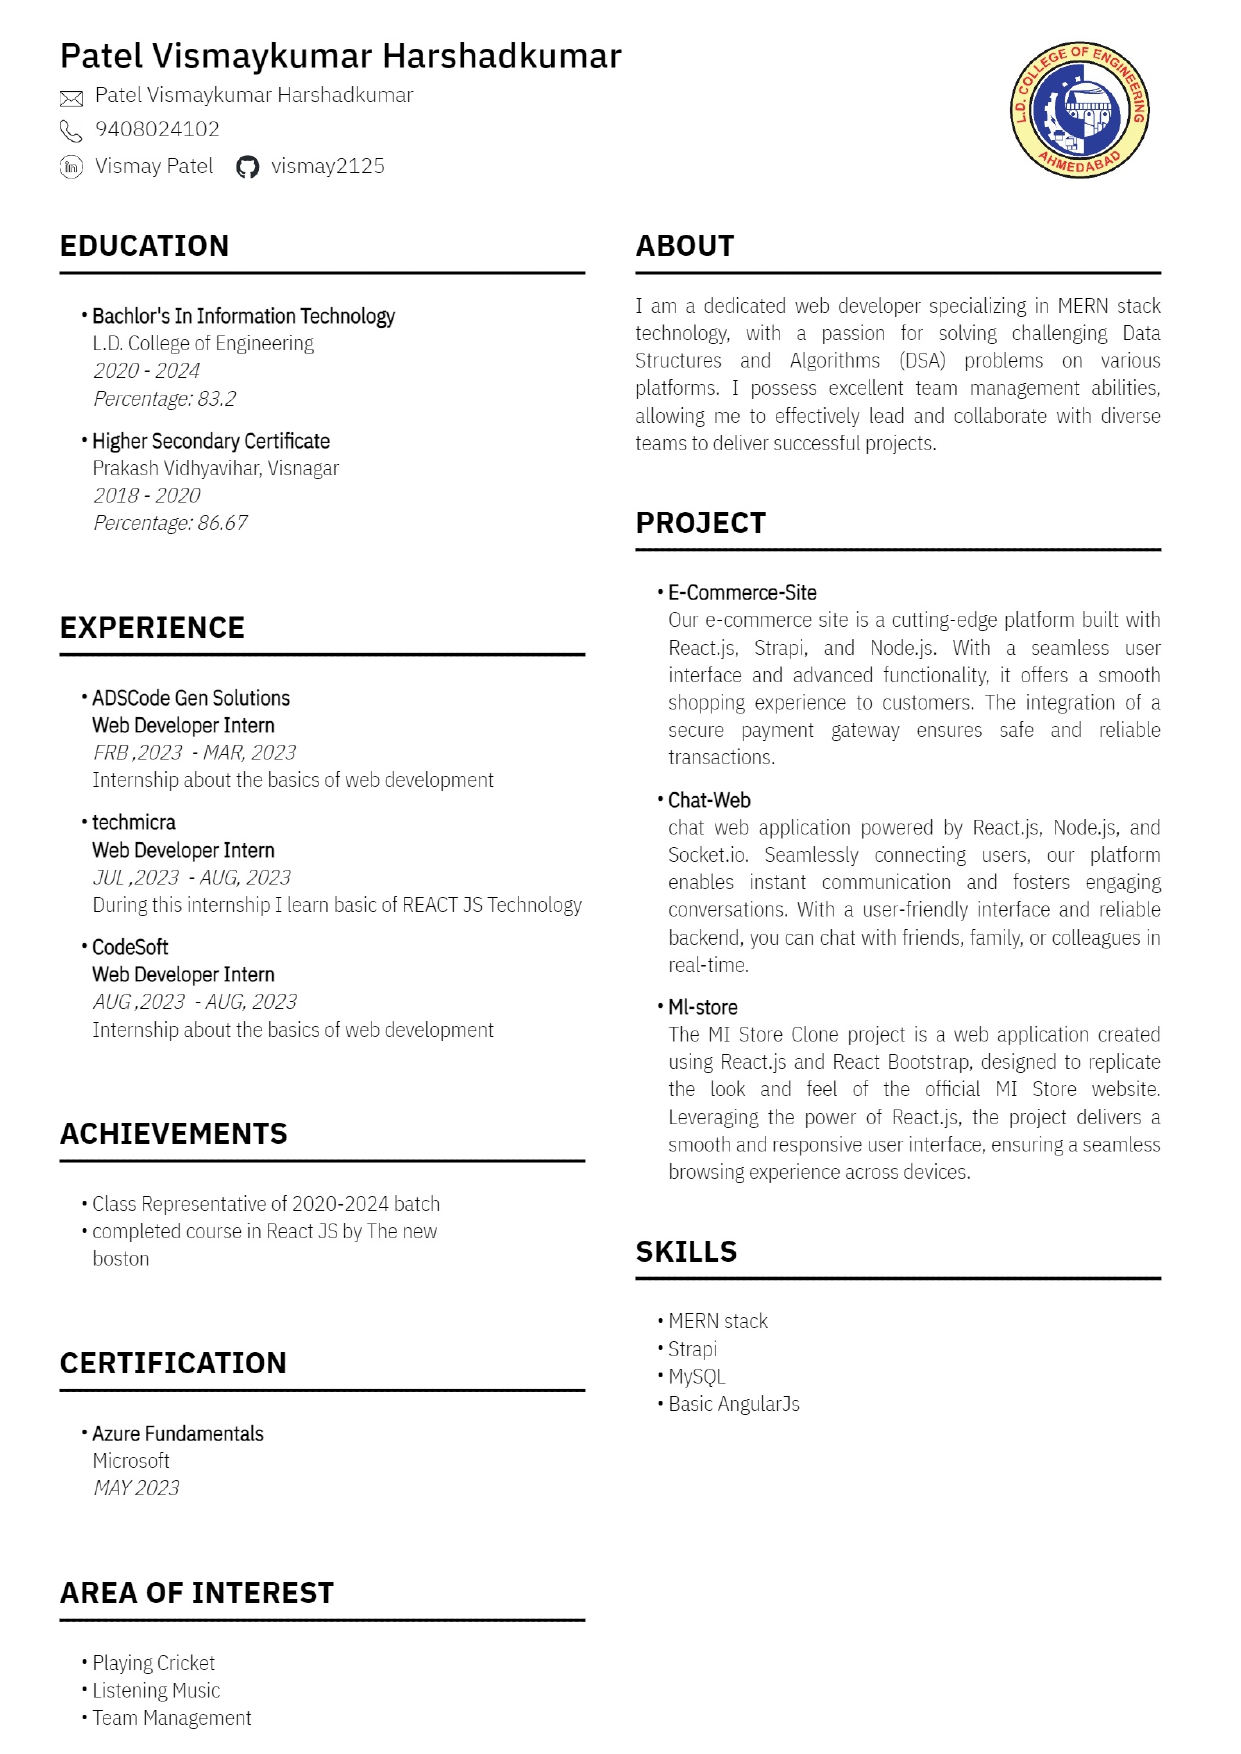 Patel Vismaykumar Harshadkumar
Patel Vismaykumar Harshadkumar
9408024102
Vismay Patel vismay2125
L.D. COLLEGE OF ENGINEERING
AHMEDABAD
EDUCATION
• Bachlor's In Information Technology
L.D. College of Engineering
2020 - 2024
Percentage: 83.2
• Higher Secondary Certificate
Prakash Vidhyavihar, Visnagar
2018 - 2020
Percentage: 86.67
EXPERIENCE
• ADSCode Gen Solutions
Web Developer Intern
FRB ,2023 - MAR, 2023
Internship about the basics of web development
• techmicra
Web Developer Intern
JUL ,2023 - AUG, 2023
During this internship I learn basic of REACT JS Technology
• CodeSoft
Web Developer Intern
AUG ,2023 - AUG, 2023
Internship about the basics of web development
ACHIEVEMENTS
• Class Representative of 2020-2024 batch
• completed course in React JS by The new
boston
CERTIFICATION
• Azure Fundamentals
Microsoft
MAY 2023
AREA OF INTEREST
• Playing Cricket
• Listening Music
• Team Management
ABOUT
I am a dedicated web developer specializing in MERN stack
technology, with a passion for solving challenging Data
Structures and Algorithms (DSA) problems on various
platforms. I possess excellent team management abilities,
allowing me to effectively lead and collaborate with diverse
teams to deliver successful projects.
PROJECT
• E-Commerce-Site
Our e-commerce site is a cutting-edge platform built with
React.js, Strapi, and Node.js. With a seamless user
interface and advanced functionality, it offers a smooth
shopping experience to customers. The integration of a
secure payment gateway ensures safe and reliable
transactions.
• Chat-Web
chat web application powered by React.js, Node.js, and
Socket.io. Seamlessly connecting users, our platform
enables instant communication and fosters engaging
conversations. With a user-friendly interface and reliable
backend, you can chat with friends, family, or colleagues in
real-time.
• Ml-store
The MI Store Clone project is a web application created
using React.js and React Bootstrap, designed to replicate
the look and feel of the official MI Store website.
Leveraging the power of React.js, the project delivers a
smooth and responsive user interface, ensuring a seamless
browsing experience across devices.
SKILLS
• MERN stack
• Strapi
• MySQL
• Basic AngularJs